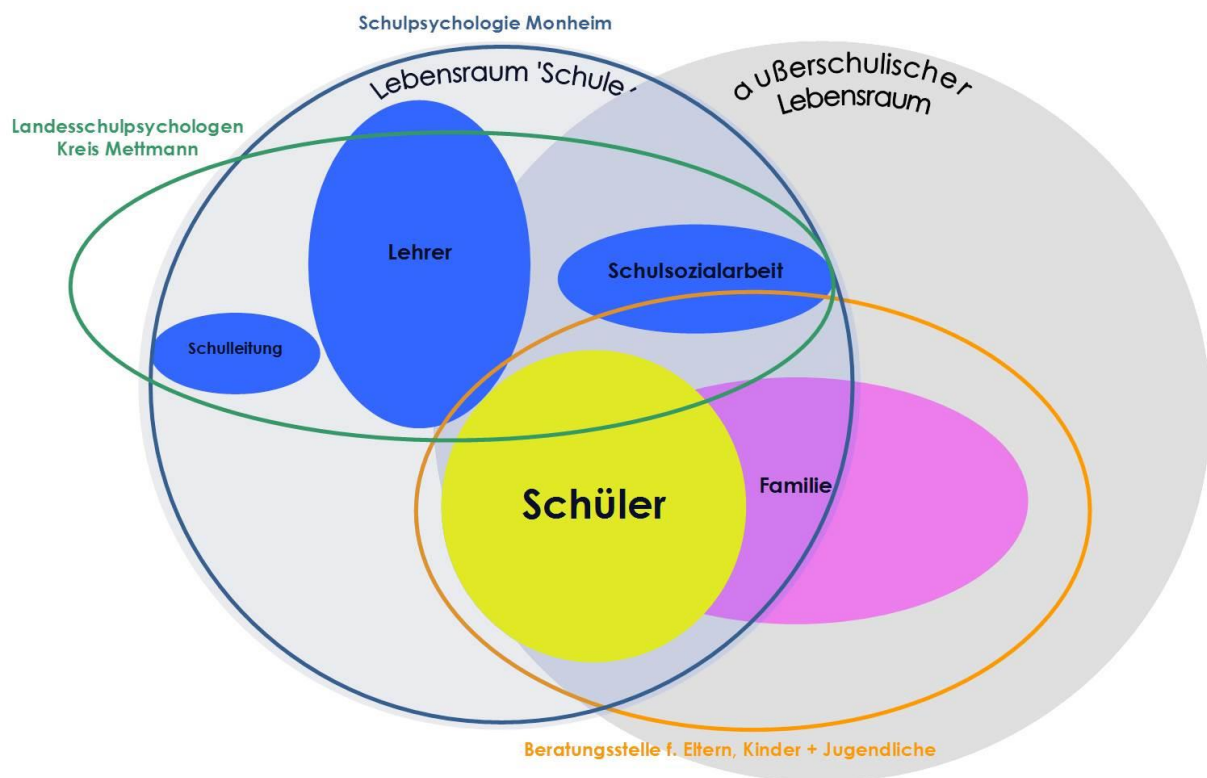 Schulpsychologie Monheim
Lebensraum 'Schule'
außerschulischer
Lebensraum
Landesschulpsychologen
Kreis Mettmann
Lehrer
Schulsozialarbeit
Schulleitung
Schüler
Familie
Beratungsstelle f. Eltern, Kinder + Jugendliche